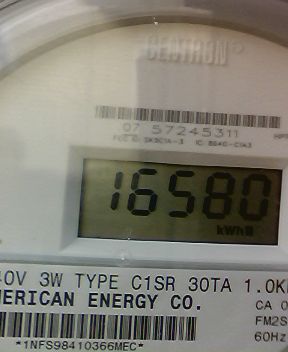 CENTRON
07 57245311
16580
kWh
40V 3W TYPE C1SR 30TA 1.0K
MERICAN ENERGY CO.
CA 0
FM2S
60Hz
*1NFS98410366MEC*